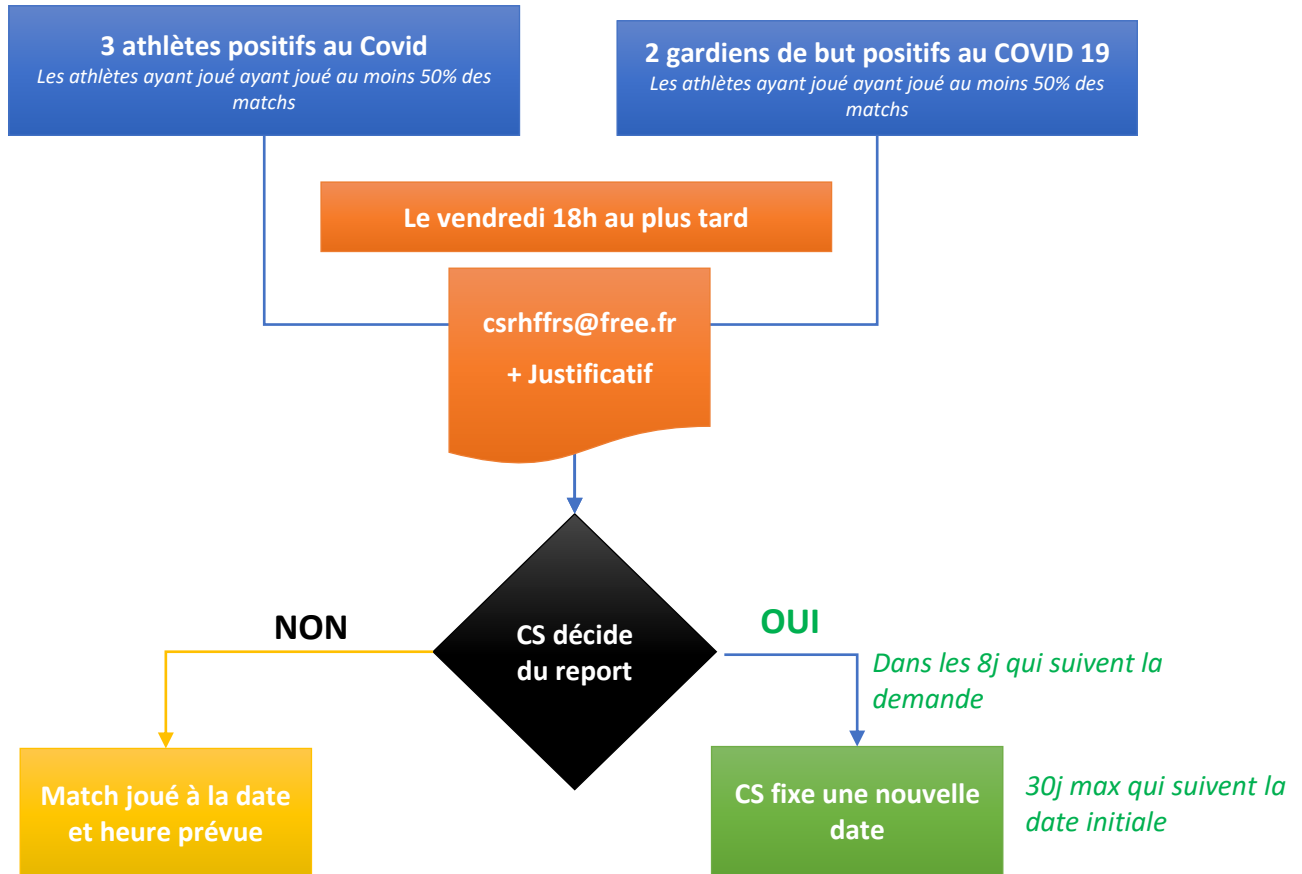 3 athlètes positifs au Covid
Les athlètes ayant joué ayant joué au moins 50% des
matchs
2 gardiens de but positifs au COVID 19
Les athlètes ayant joué ayant joué au moins 50% des
matchs
Le vendredi 18h au plus tard
csrhffrs@free.fr
+ Justificatif
CS décide
du report
NON
OUI
Dans les 8j qui suivent la
demande
Match joué à la date
et heure prévue
CS fixe une nouvelle
date
30j max qui suivent la
date initiale